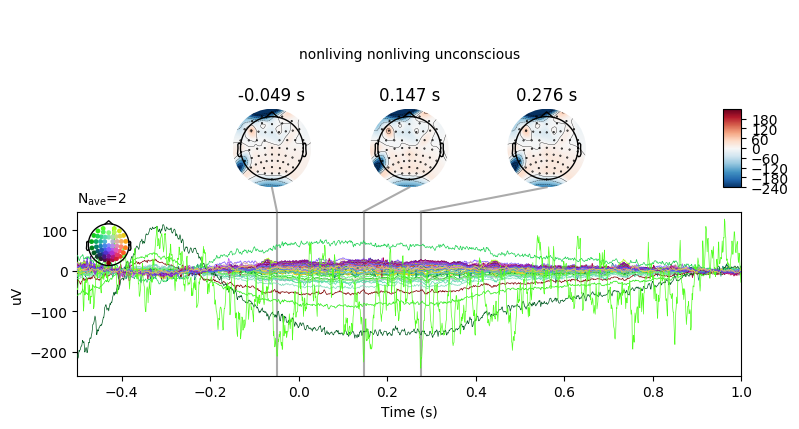 nonliving nonliving unconscious
-0.049 s 0.147 s 0.276 s
180
120
60
0
−60
−120
−180
−240
Nave=2
100
0
−100
−200
uV
−0.4 −0.2 0.0 0.2 0.4 0.6 0.8 1.0
Time (s)